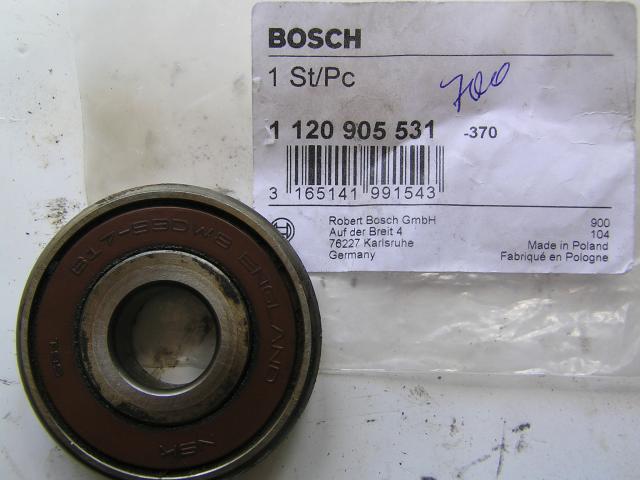 BOSCH
1 St/Pc
700
1 120 905 531 -370
3 165141 991543
Robert Bosch GmbH 900
Auf der Breit 4 104
76227 Karlsruhe Made in Poland
Germany Fabriqué en Pologne
ENGLAND
NSK